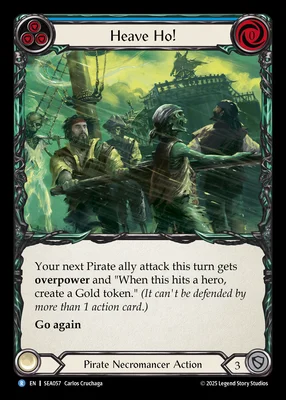 Heave Ho!
Your next Pirate ally attack this turn gets
overpower and "When this hits a hero,
create a Gold token." (It can't be defended by
more than 1 action card.)
Go again
Pirate Necromancer Action
3
R EN | SEA057 Carlos Cruchaga
© 2025 Legend Story Studios